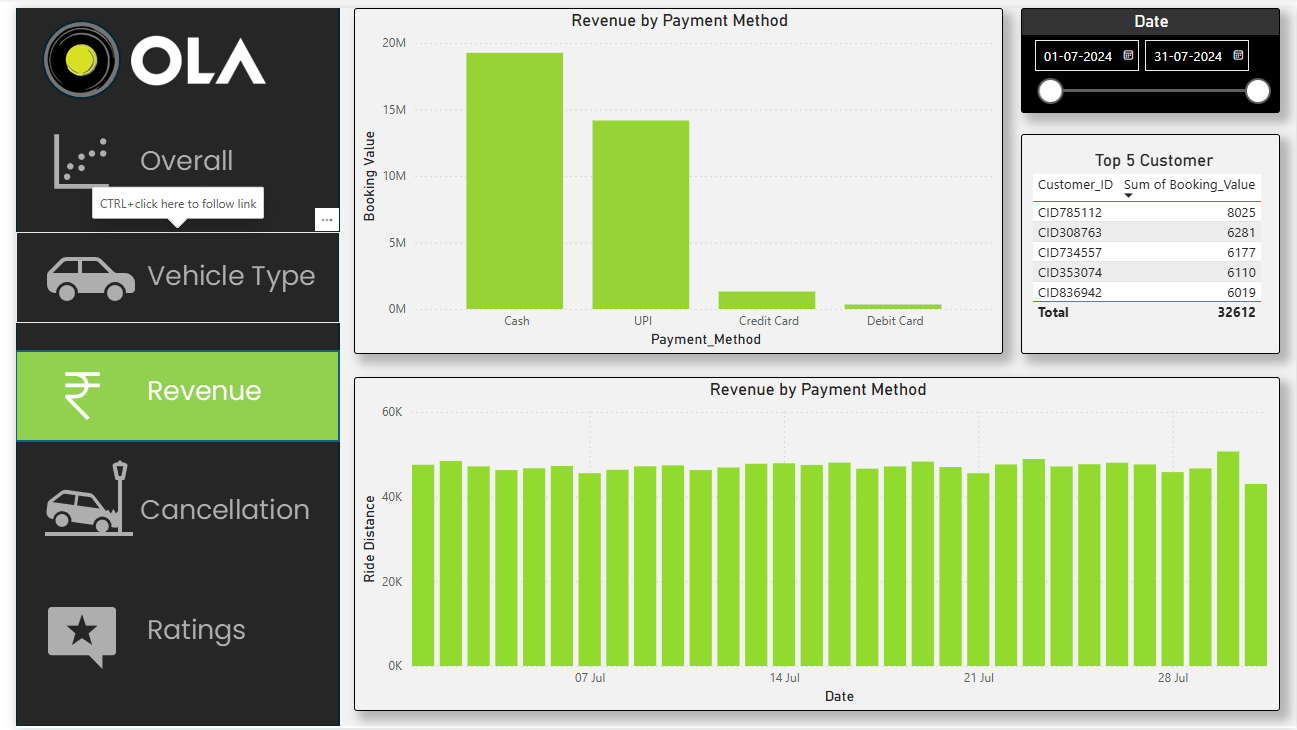 OLA
Overall
CTRL+click here to follow link
Vehicle Type
Revenue
Cancellation
Ratings
Revenue by Payment Method
Booking Value
20M
15M
10M
5M
0M
Cash UPI Credit Card Debit Card
Payment_Method
Date
01-07-2024 31-07-2024
Top 5 Customer
Customer_ID Sum of Booking_Value
CID785112 8025
CID308763 6281
CID734557 6177
CID353074 6110
CID836942 6019
Total 32612
Revenue by Payment Method
Ride Distance
60K
40K
20K
0K
07 Jul 14 Jul 21 Jul 28 Jul
Date